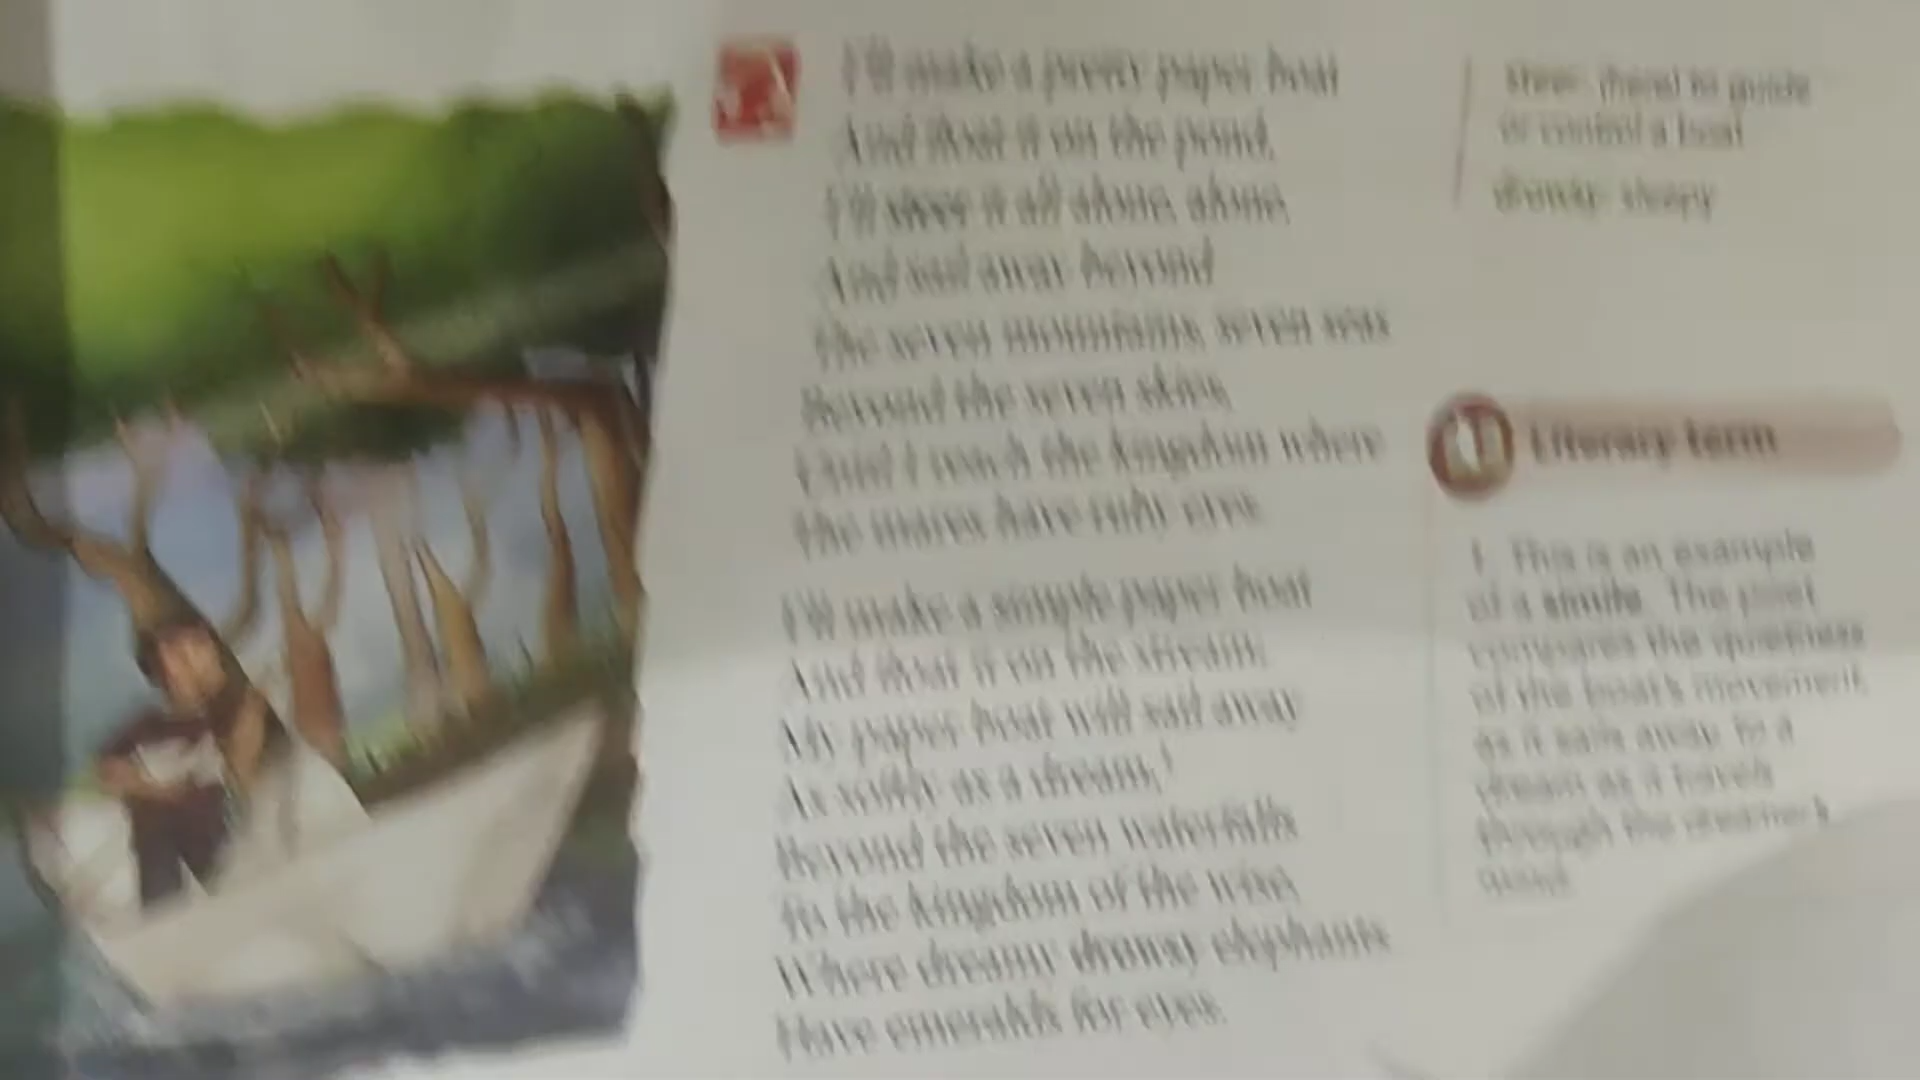 I'll make a pretty paper boat
And float it on the pond,
I'll steer it all alone, alone,
And sail away beyond
The seven mountains, seven seas
Beyond the seven skies,
Until I reach the kingdom where
The mares have ruby eyes.
I'll make a simple paper boat
And float it on the stream,
My paper boat will sail away
As softly as a dream,¹
Beyond the seven waterfalls
To the kingdom of the wise,
Where dreamy drowsy elephants
Have emeralds for eyes.
steer: (here) to guide
or control a boat
drowsy: sleepy
Literary term
1. This is an example
of a simile. The poet
compares the quietness
of the boat's movement,
as it sails away, to a
dream as it travels
through the dreamer's
mind.